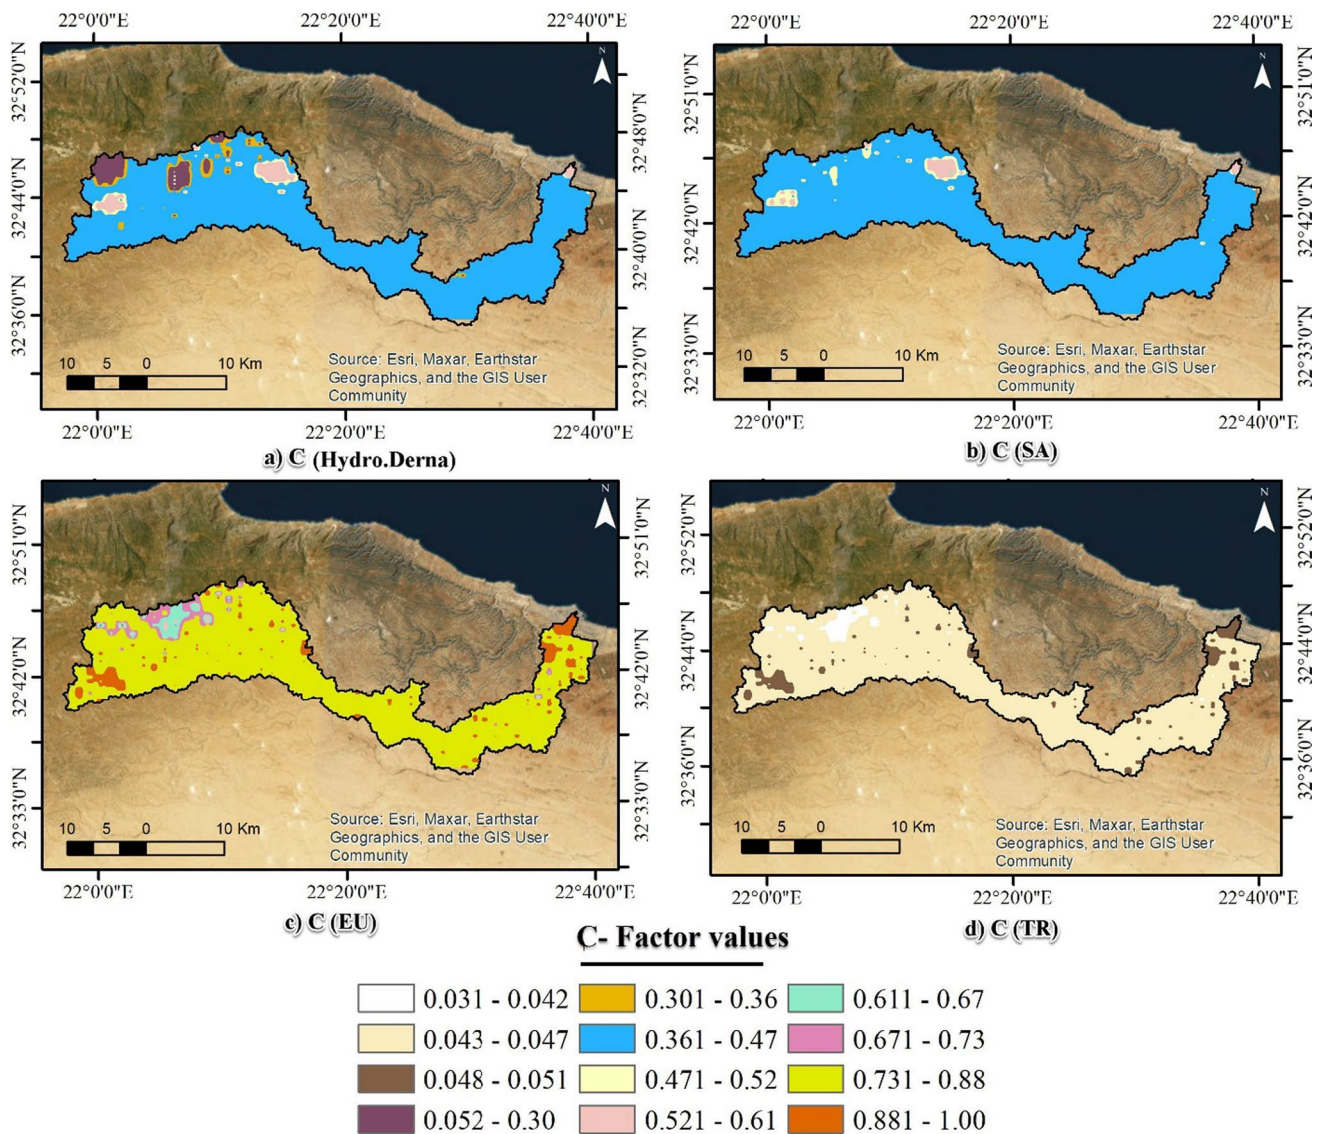 22°0'0"E 22°20'0"E 22°40'0"E
22°0'0"E 22°20'0"E 22°40'0"E
32°52'0"N
32°44'0"N
32°36'0"N
N
32°48'0"N
32°40'0"N
32°32'0"N
10 5 0 10 Km
Source: Esri, Maxar, Earthstar
Geographics, and the GIS User
Community
22°0'0"E 22°20'0"E 22°40'0"E
a) C (Hydro.Derna)
32°51'0"N
32°42'0"N
32°33'0"N
N
32°51'0"N
32°42'0"N
32°33'0"N
10 5 0 10 Km
Source: Esri, Maxar, Earthstar
Geographics, and the GIS User
Community
22°0'0"E 22°20'0"E 22°40'0"E
b) C (SA)
32°51'0"N
32°42'0"N
32°33'0"N
N
32°51'0"N
32°42'0"N
32°33'0"N
10 5 0 10 Km
Source: Esri, Maxar, Earthstar
Geographics, and the GIS User
Community
22°0'0"E 22°20'0"E 22°40'0"E
c) C (EU)
32°52'0"N
32°44'0"N
32°36'0"N
N
32°52'0"N
32°44'0"N
32°36'0"N
10 5 0 10 Km
Source: Esri, Maxar, Earthstar
Geographics, and the GIS User
Community
22°0'0"E 22°20'0"E 22°40'0"E
d) C (TR)
C- Factor values
0.031 - 0.042 0.301 - 0.36 0.611 - 0.67
0.043 - 0.047 0.361 - 0.47 0.671 - 0.73
0.048 - 0.051 0.471 - 0.52 0.731 - 0.88
0.052 - 0.30 0.521 - 0.61 0.881 - 1.00